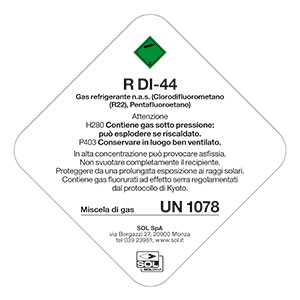 R DI-44
Gas refrigerante n.a.s. (Clorodifluorometano
(R22), Pentafluoroetano)
Attenzione
H280 Contiene gas sotto pressione:
può esplodere se riscaldato.
P403 Conservare in luogo ben ventilato.
In alta concentrazione può provocare asfissia.
Non svuotare completamente il recipiente.
Proteggere da una prolungata esposizione ai raggi solari.
Contiene gas fluorurati ad effetto serra regolamentati
dal protocollo di Kyoto.
Miscela di gas UN 1078
SOL SpA
via Borgazzi 27, 20900 Monza
tel 039 23961, www.sol.it
SOL